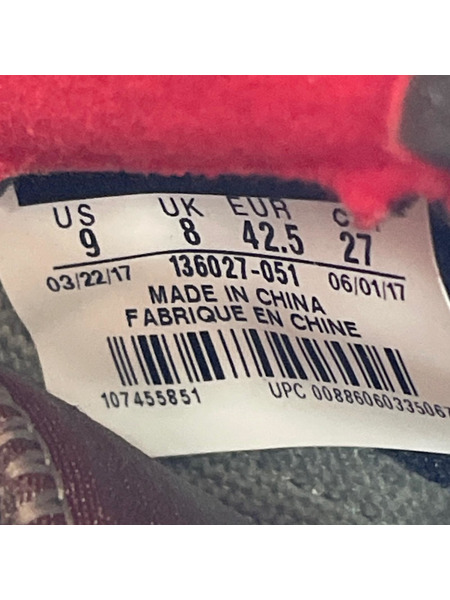 US UK EUR
9 8 42.5 27
03/22/17 136027-051 06/01/17
MADE IN CHINA
FABRIQUE EN CHINE
107455851 UPC 00886060335067